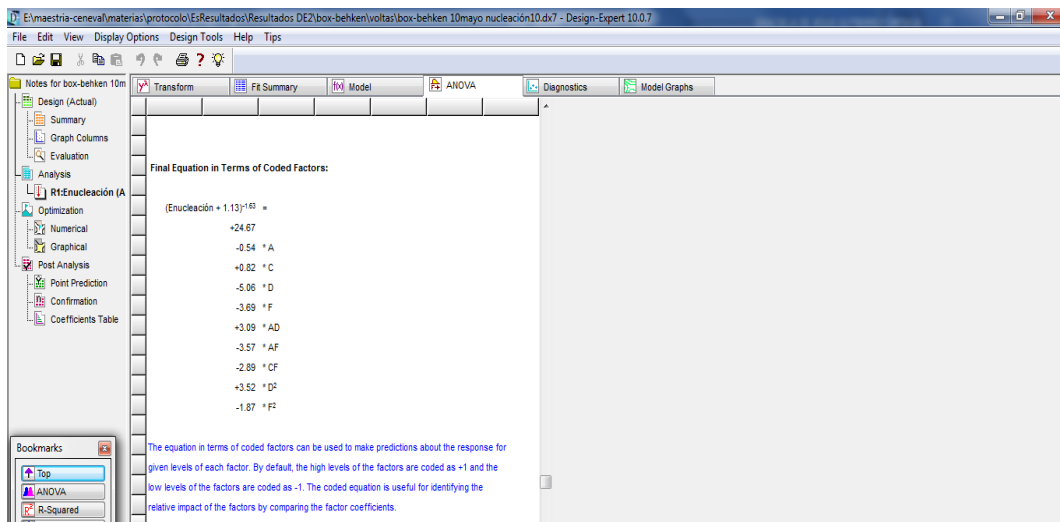 E:\maestria-ceneval\materias\protocolo\EsResultados\Resultados DE2\box-behken\voltas\box-behken 10mayo nucleación10.dx7 - Design-Expert 10.0.7
File Edit View Display Options Design Tools Help Tips
Notes for box-behken 10m
Design (Actual)
Summary
Graph Columns
Evaluation
Analysis
R1:Enucleación (A
Optimization
Numerical
Graphical
Post Analysis
Point Prediction
Confirmation
Coefficients Table
Bookmarks
Top
ANOVA
R² R-Squared
yλ Transform Fit Summary f(x) Model ANOVA Diagnostics Model Graphs
Final Equation in Terms of Coded Factors:
(Enucleación + 1.13)-1.63 =
+24.67
-0.54 * A
+0.82 * C
-5.06 * D
-3.69 * F
+3.09 * AD
-3.57 * AF
-2.89 * CF
+3.52 * D²
-1.87 * F²
The equation in terms of coded factors can be used to make predictions about the response for
given levels of each factor. By default, the high levels of the factors are coded as +1 and the
low levels of the factors are coded as -1. The coded equation is useful for identifying the
relative impact of the factors by comparing the factor coefficients.